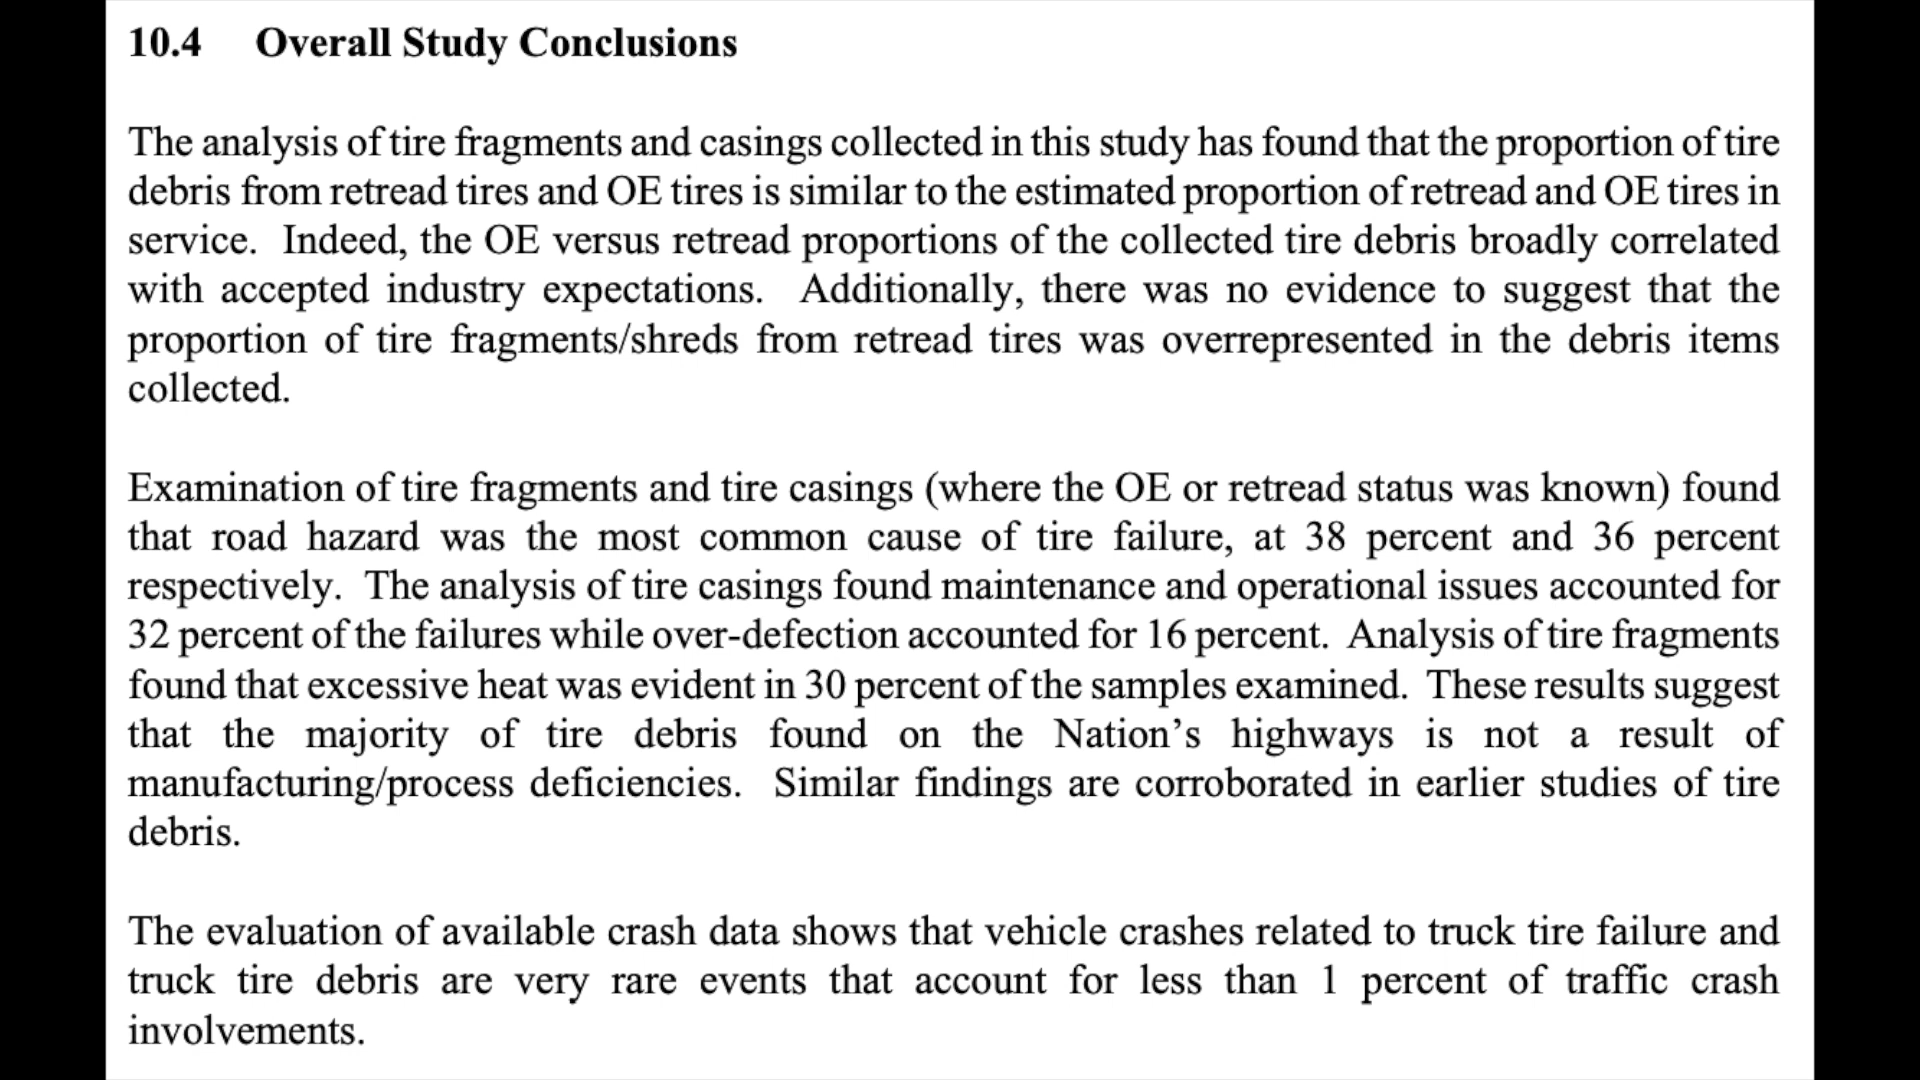 10.4 Overall Study Conclusions
The analysis of tire fragments and casings collected in this study has found that the proportion of tire
debris from retread tires and OE tires is similar to the estimated proportion of retread and OE tires in
service. Indeed, the OE versus retread proportions of the collected tire debris broadly correlated
with accepted industry expectations. Additionally, there was no evidence to suggest that the
proportion of tire fragments/shreds from retread tires was overrepresented in the debris items
collected.
Examination of tire fragments and tire casings (where the OE or retread status was known) found
that road hazard was the most common cause of tire failure, at 38 percent and 36 percent
respectively. The analysis of tire casings found maintenance and operational issues accounted for
32 percent of the failures while over-defection accounted for 16 percent. Analysis of tire fragments
found that excessive heat was evident in 30 percent of the samples examined. These results suggest
that the majority of tire debris found on the Nation’s highways is not a result of
manufacturing/process deficiencies. Similar findings are corroborated in earlier studies of tire
debris.
The evaluation of available crash data shows that vehicle crashes related to truck tire failure and
truck tire debris are very rare events that account for less than 1 percent of traffic crash
involvements.